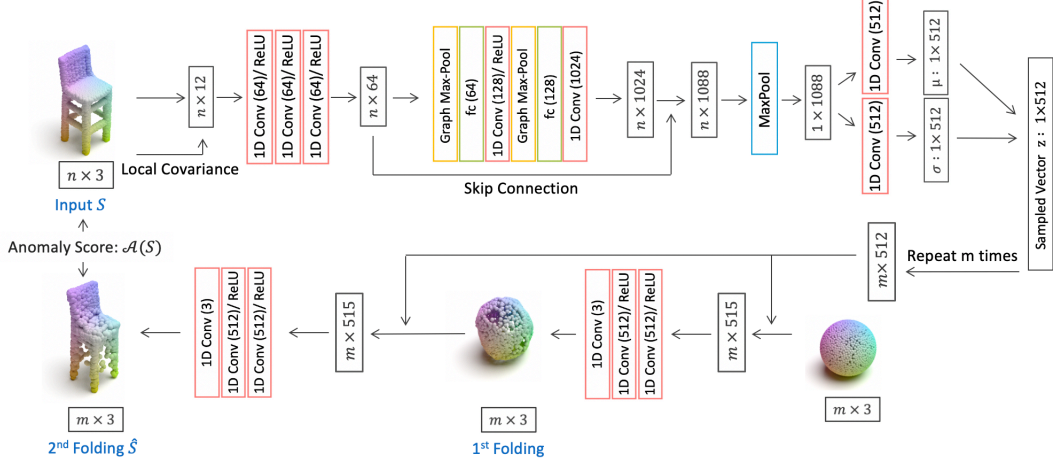 n × 3
Input S
Local Covariance
n × 12
1D Conv (64)/ ReLU
1D Conv (64)/ ReLU
1D Conv (64)/ ReLU
n × 64
Graph Max-Pool
fc (64)
1D Conv (128)/ ReLU
Graph Max-Pool
fc (128)
1D Conv (1024)
Skip Connection
n × 1024
n × 1088
MaxPool
1 × 1088
1D Conv (512)
1D Conv (512)
μ : 1 × 512
σ : 1 × 512
Sampled Vector z: 1×512
Repeat m times
m × 512
m × 3
m × 515
1D Conv (3)
1D Conv (512)/ ReLU
1D Conv (512)/ ReLU
m × 3
1st Folding
m × 515
1D Conv (3)
1D Conv (512)/ ReLU
1D Conv (512)/ ReLU
Anomaly Score: 𝒜(S)
m × 3
2nd Folding Ŝ